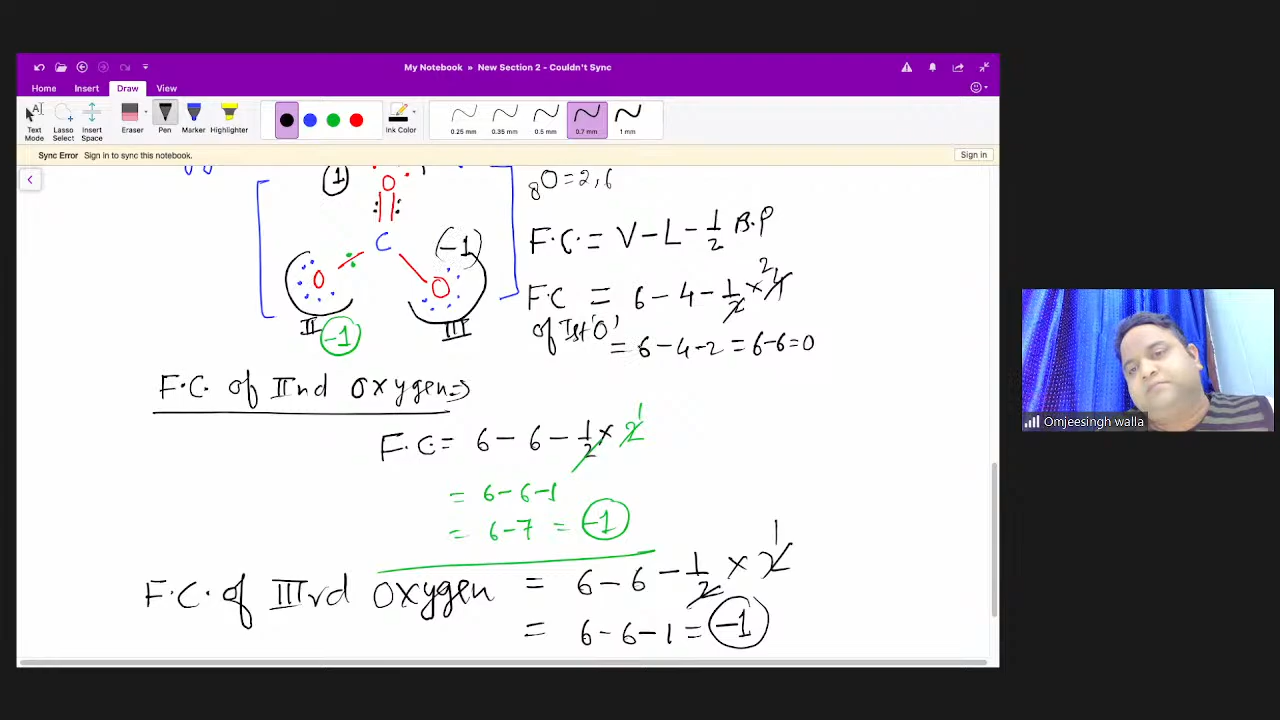 My Notebook » New Section 2 - Couldn't Sync
Home Insert Draw View
Text Mode Lasso Select Insert Space Eraser Pen Marker Highlighter Ink Color 0.25 mm 0.35 mm 0.5 mm 0.7 mm 1 mm
Sync Error Sign in to sync this notebook. Sign in
1
O
C
O
O
-1
II
III
-1
₈O = 2, 6
F.C. = V - L - 1/2 B.P
F.C of Ist 'O' = 6 - 4 - 1/2 × 4 2
= 6 - 4 - 2 = 6 - 6 = 0
F.C. of IInd oxygen ⇒
F.C = 6 - 6 - 1/2 × 2 1
= 6 - 6 - 1
= 6 - 7 = -1
F.C. of IIIrd oxygen = 6 - 6 - 1/2 × 2 1
= 6 - 6 - 1 = -1
Omjeesingh walla